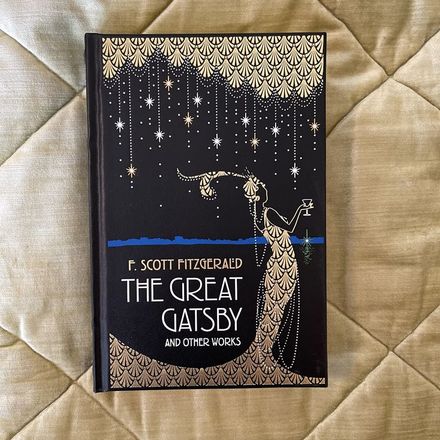 F. SCOTT FITZGERALD
THE GREAT
GATSBY
AND OTHER WORKS